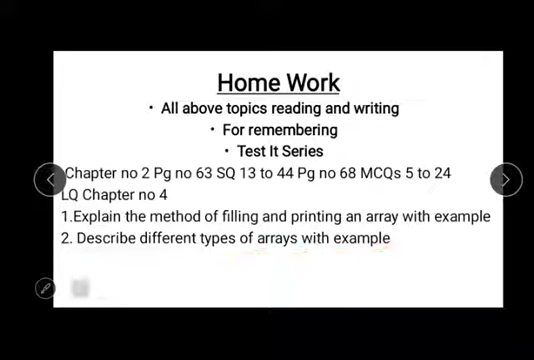 Home Work
• All above topics reading and writing
• For remembering
• Test It Series
Chapter no 2 Pg no 63 SQ 13 to 44 Pg no 68 MCQs 5 to 24
LQ Chapter no 4
1.Explain the method of filling and printing an array with example
2. Describe different types of arrays with example